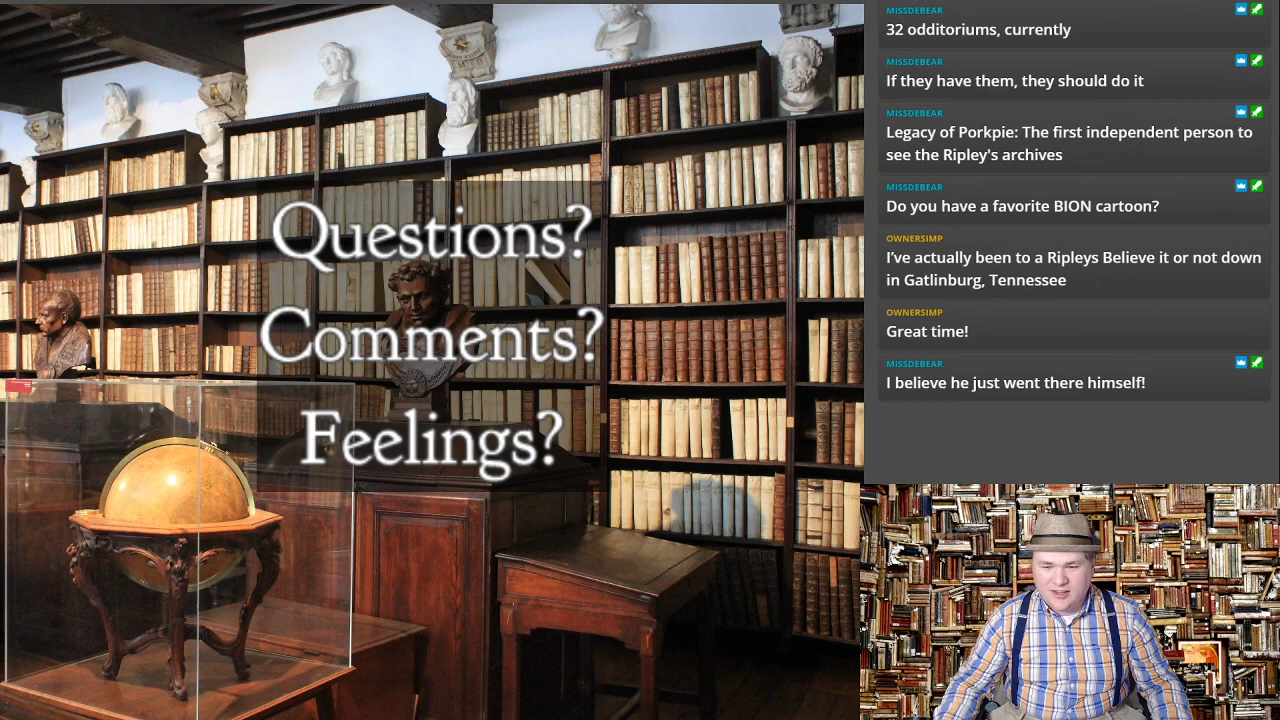 Questions?
Comments?
Feelings?
MISSDEBEAR
32 odditoriums, currently
MISSDEBEAR
If they have them, they should do it
MISSDEBEAR
Legacy of Porkpie: The first independent person to
see the Ripley's archives
MISSDEBEAR
Do you have a favorite BION cartoon?
OWNERSIMP
I've actually been to a Ripleys Believe it or not down
in Gatlinburg, Tennessee
OWNERSIMP
Great time!
MISSDEBEAR
I believe he just went there himself!